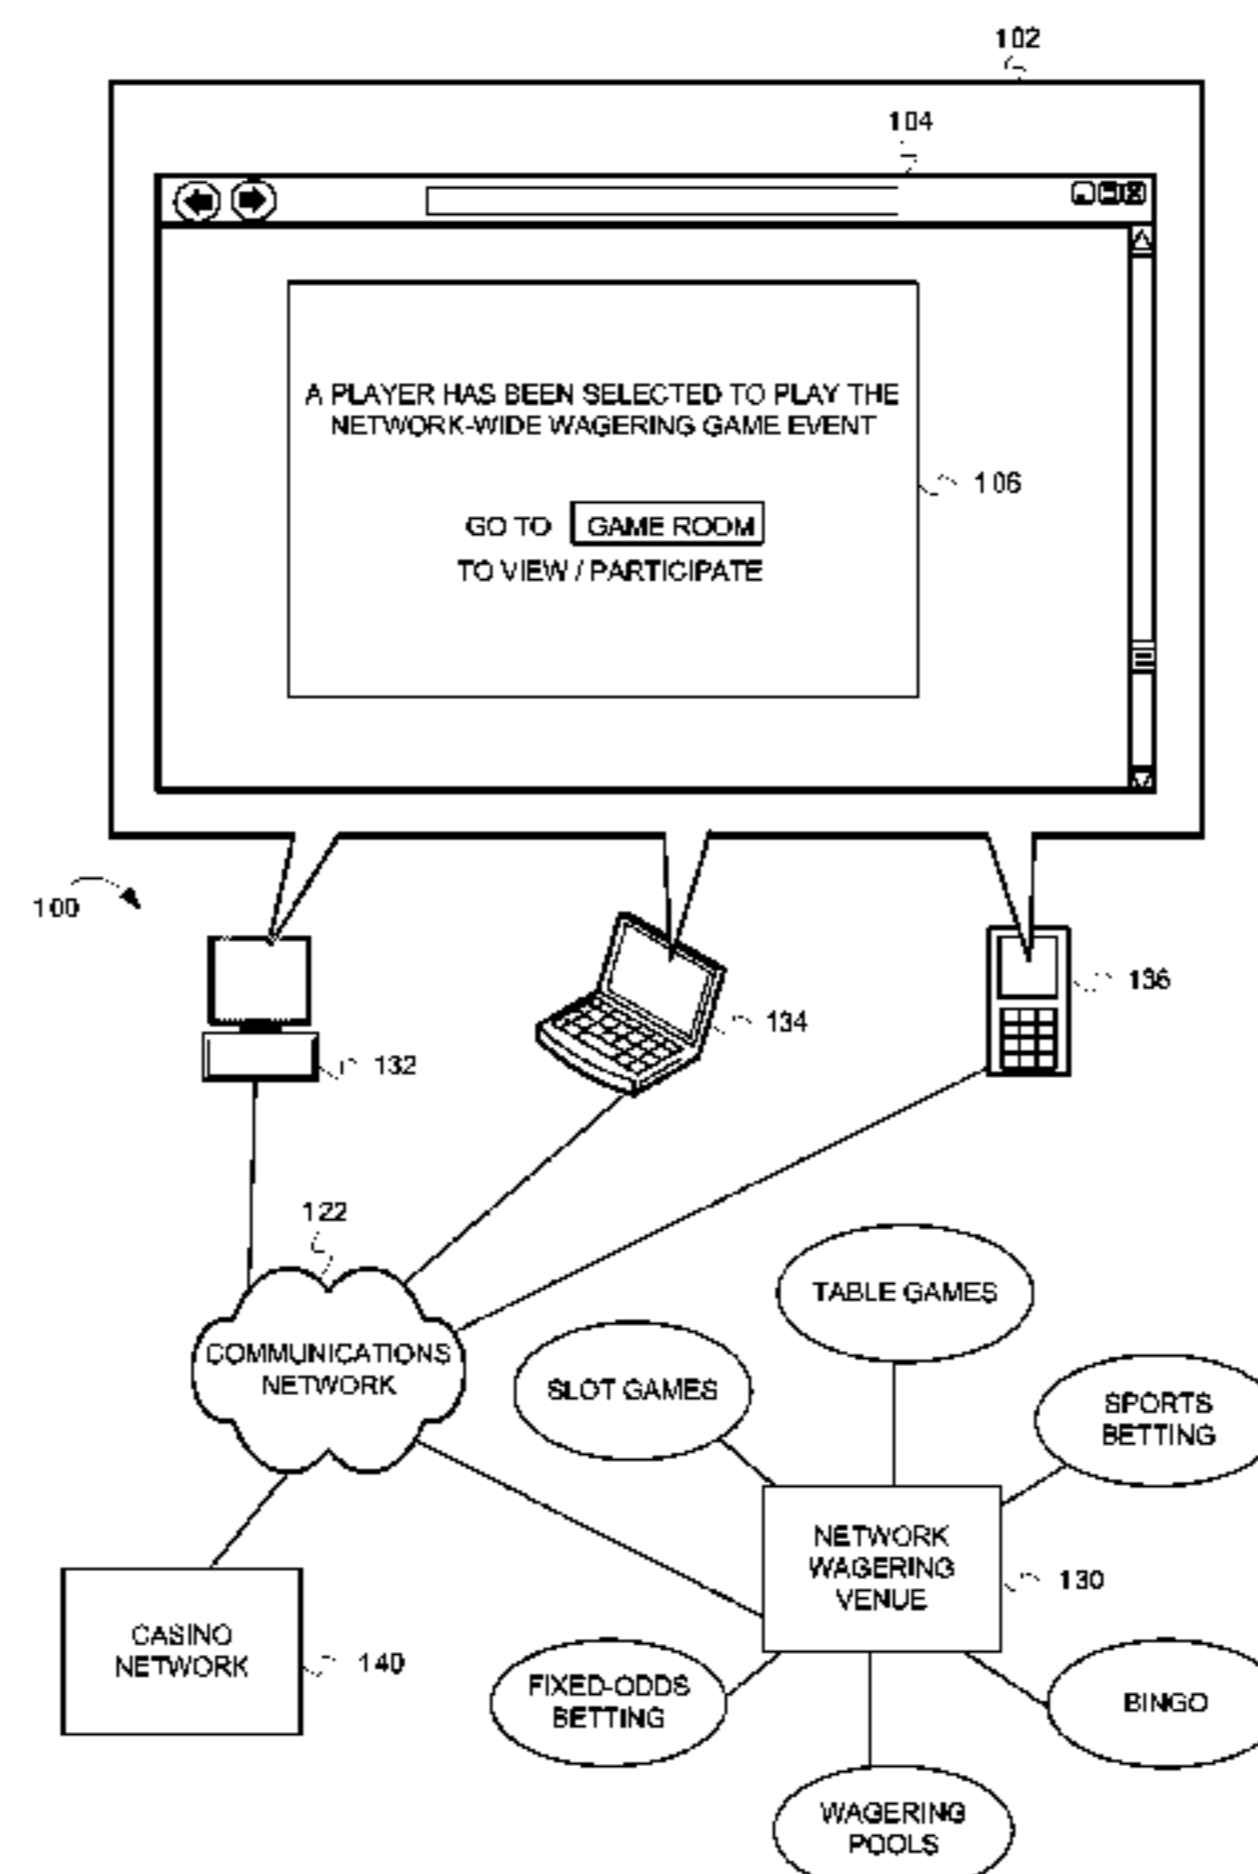 102
104
A PLAYER HAS BEEN SELECTED TO PLAY THE
NETWORK-WIDE WAGERING GAME EVENT
106
GO TO GAME ROOM
TO VIEW / PARTICIPATE
100
136
134
132
122
TABLE GAMES
COMMUNICATIONS
NETWORK
SLOT GAMES
SPORTS
BETTING
NETWORK
WAGERING
VENUE
130
CASINO
NETWORK
140
FIXED-ODDS
BETTING
BINGO
WAGERING
POOLS